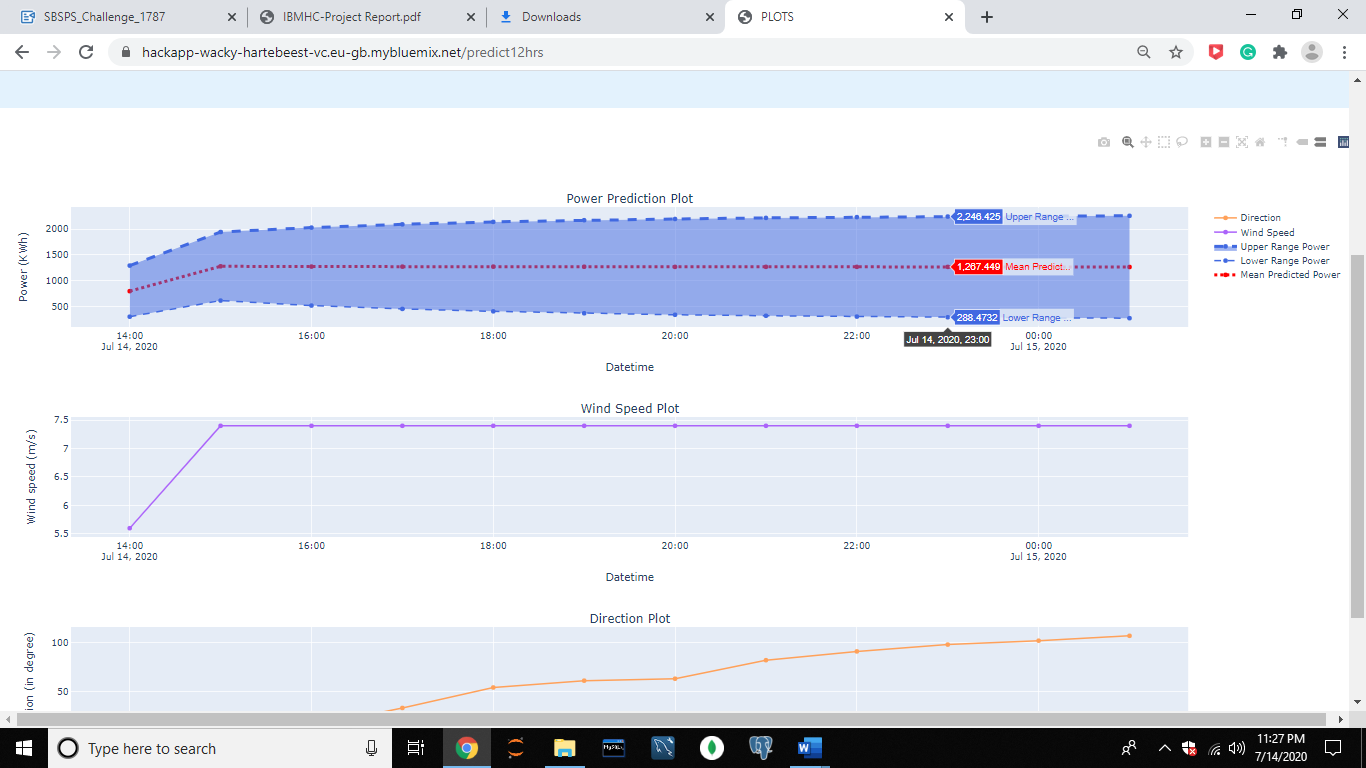 SBSPS_Challenge_1787
IBMHC-Project Report.pdf
Downloads
PLOTS
hackapp-wacky-hartebeest-vc.eu-gb.mybluemix.net/predict12hrs
Power Prediction Plot
Power (KWh)
2000
1500
1000
500
2,246.425 Upper Range ...
1,267.449 Mean Predict...
288.4732 Lower Range ...
Jul 14, 2020, 23:00
14:00
Jul 14, 2020
16:00
18:00
20:00
22:00
00:00
Jul 15, 2020
Datetime
Direction
Wind Speed
Upper Range Power
Lower Range Power
Mean Predicted Power
Wind Speed Plot
Wind speed (m/s)
7.5
7
6.5
6
5.5
14:00
Jul 14, 2020
16:00
18:00
20:00
22:00
00:00
Jul 15, 2020
Datetime
Direction Plot
ion (in degree)
100
50
Type here to search
MySQL
11:27 PM
7/14/2020